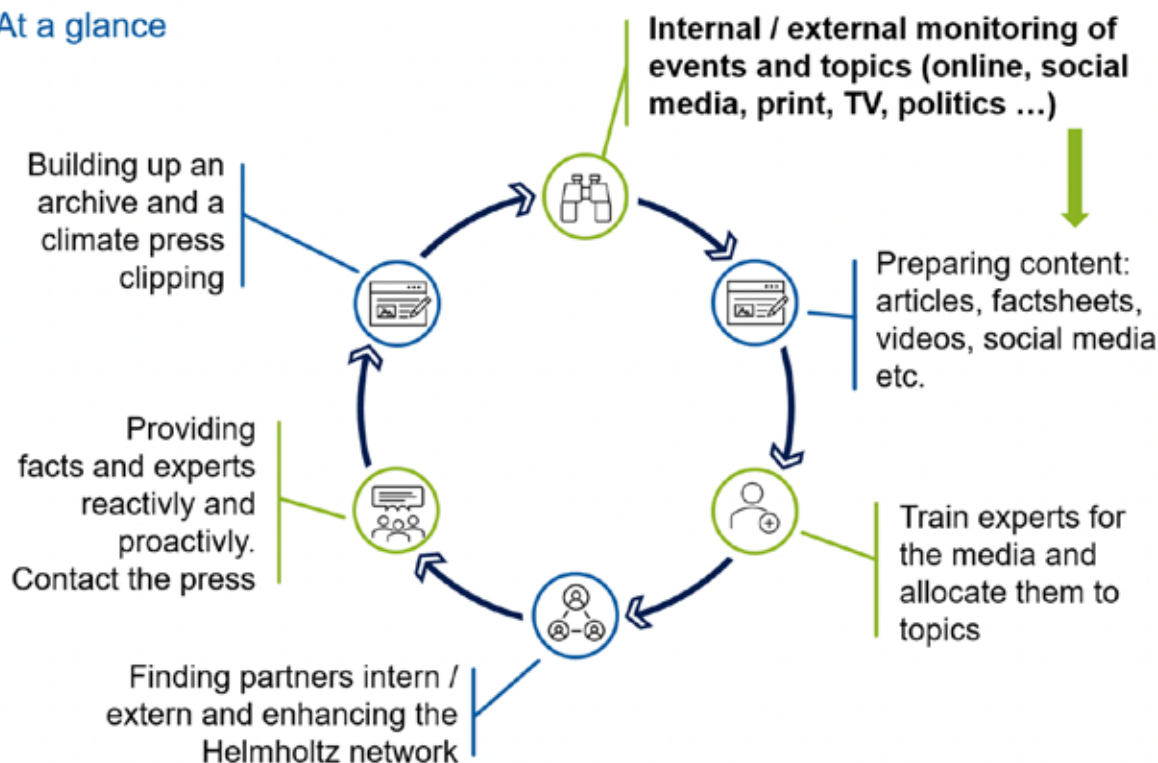 At a glance
Internal / external monitoring of
events and topics (online, social
media, print, TV, politics ...)
Preparing content:
articles, factsheets,
videos, social media
etc.
Train experts for
the media and
allocate them to
topics
Finding partners intern /
extern and enhancing the
Helmholtz network
Providing
facts and experts
reactivly and
proactivly.
Contact the press
Building up an
archive and a
climate press
clipping